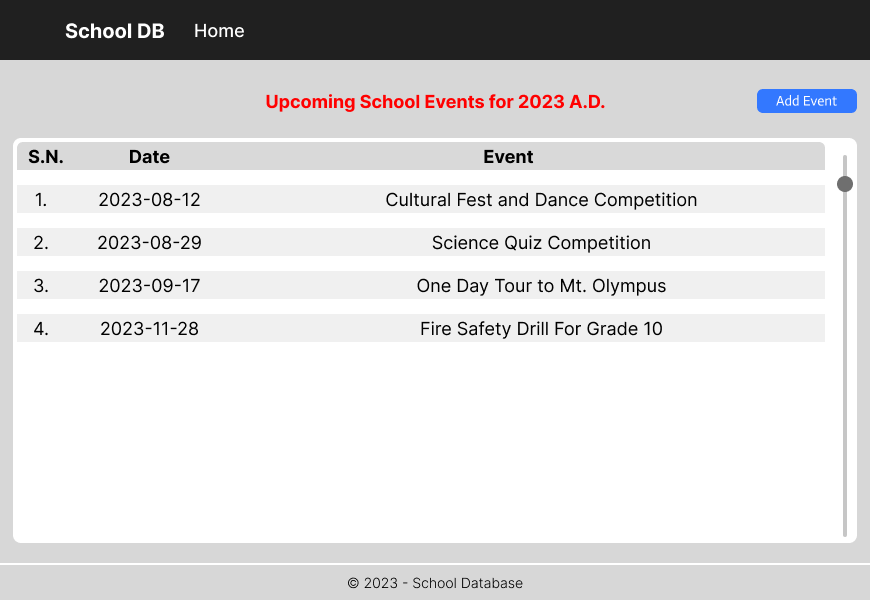 School DB Home
Upcoming School Events for 2023 A.D. Add Event
S.N. Date Event
1. 2023-08-12 Cultural Fest and Dance Competition
2. 2023-08-29 Science Quiz Competition
3. 2023-09-17 One Day Tour to Mt. Olympus
4. 2023-11-28 Fire Safety Drill For Grade 10
© 2023 - School Database